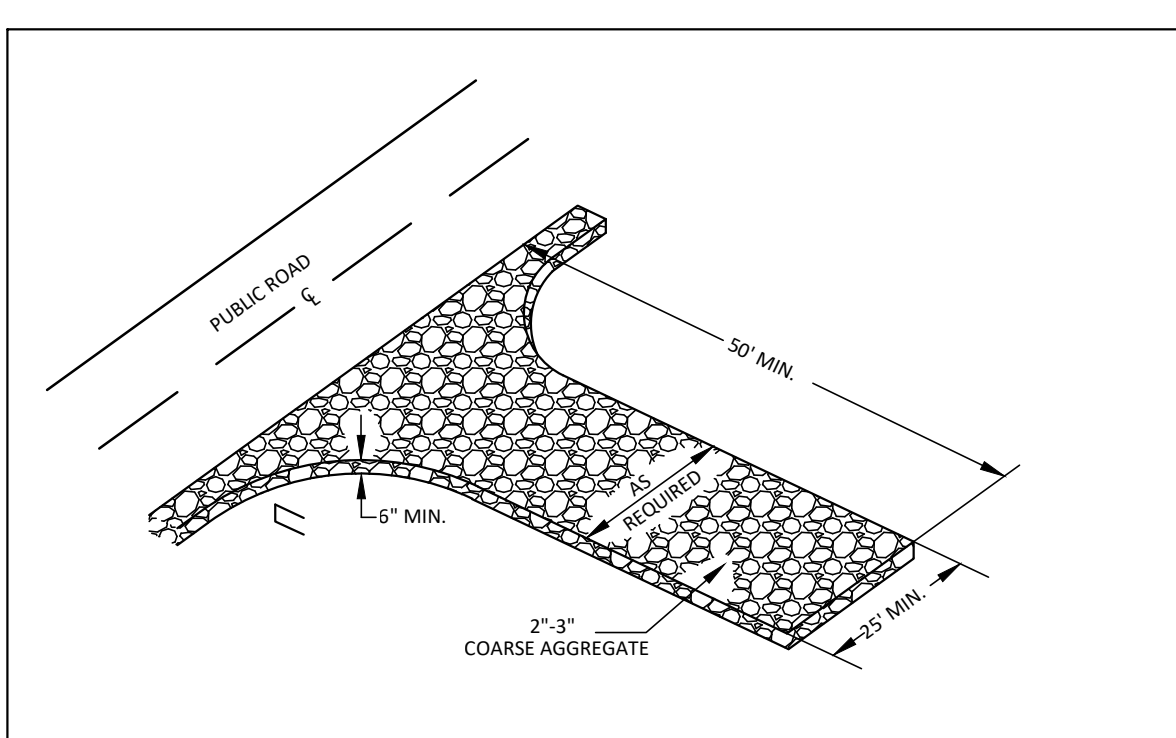 PUBLIC ROAD
℄
50' MIN.
6" MIN.
AS
REQUIRED
25' MIN.
2"-3"
COARSE AGGREGATE